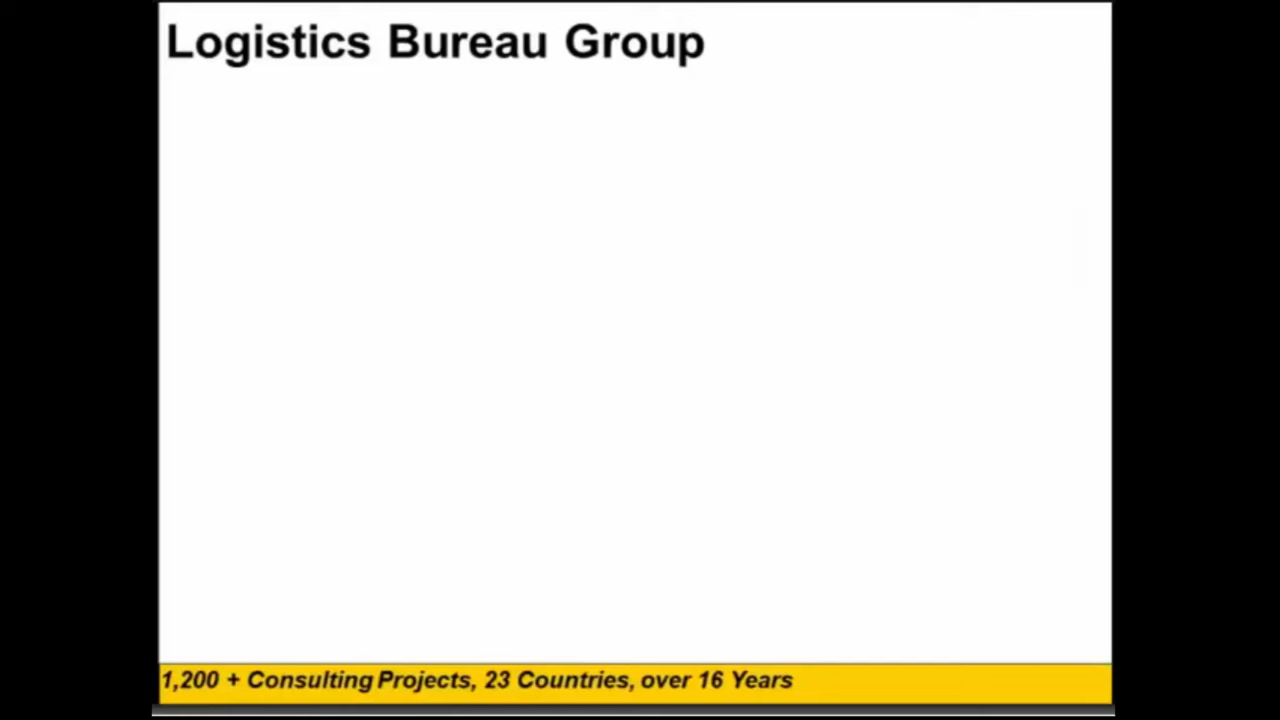 Logistics Bureau Group
1,200 + Consulting Projects, 23 Countries, over 16 Years